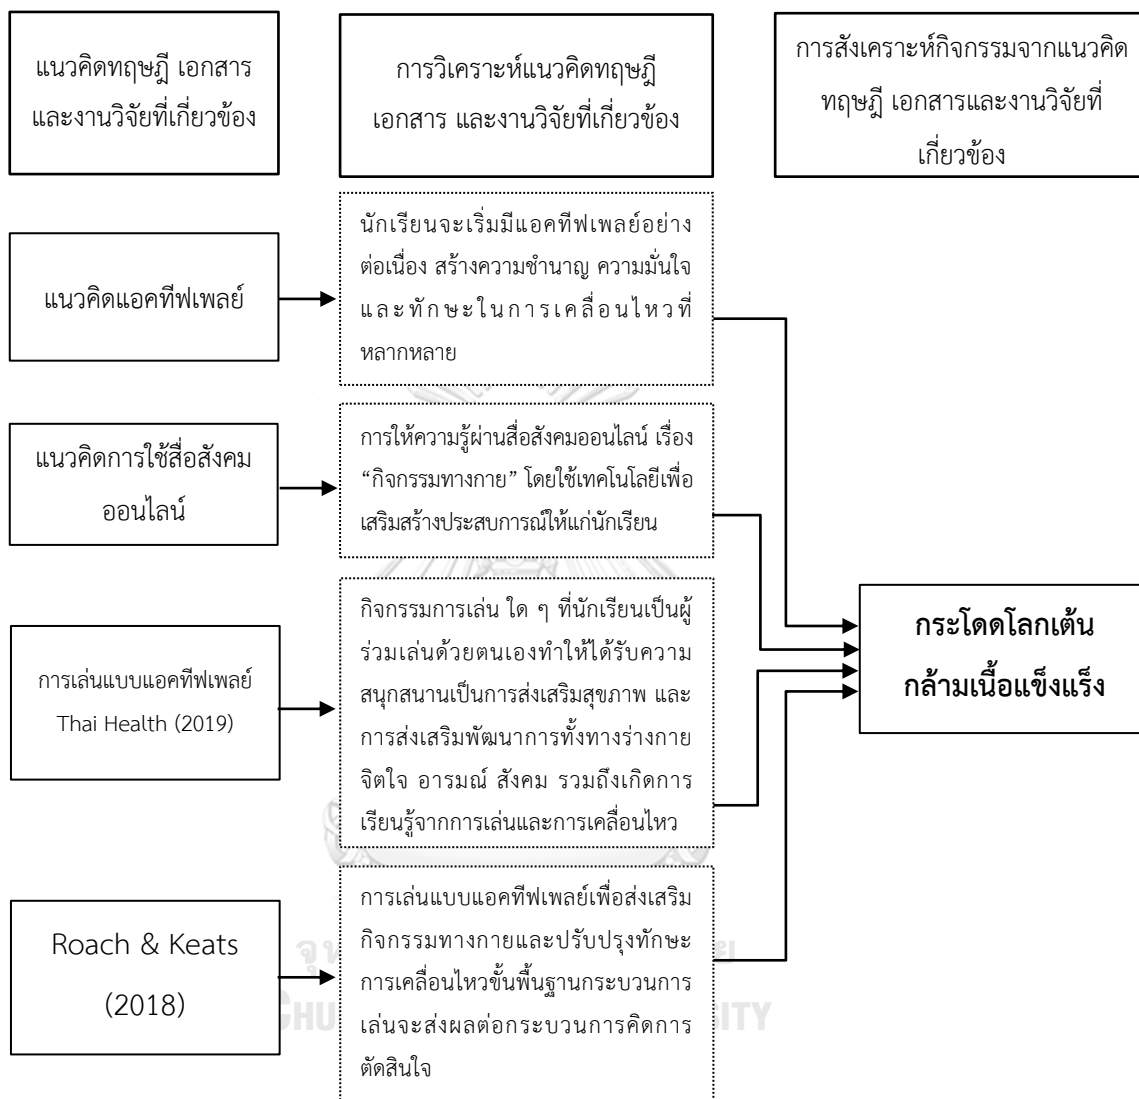 แนวคิดทฤษฎี เอกสาร
และงานวิจัยที่เกี่ยวข้อง
การวิเคราะห์แนวคิดทฤษฎี
เอกสาร และงานวิจัยที่เกี่ยวข้อง
การสังเคราะห์กิจกรรมจากแนวคิด
ทฤษฎี เอกสารและงานวิจัยที่
เกี่ยวข้อง
แนวคิดแอคทีฟเพลย์
นักเรียนจะเริ่มมีแอคทีฟเพลย์อย่าง
ต่อเนื่อง สร้างความชำนาญ ความมั่นใจ
และทักษะในการเคลื่อนไหวที่
หลากหลาย
แนวคิดการใช้สื่อสังคม
ออนไลน์
การให้ความรู้ผ่านสื่อสังคมออนไลน์ เรื่อง
“กิจกรรมทางกาย” โดยใช้เทคโนโลยีเพื่อ
เสริมสร้างประสบการณ์ให้แก่นักเรียน
การเล่นแบบแอคทีฟเพลย์
Thai Health (2019)
กิจกรรมการเล่น ใด ๆ ที่นักเรียนเป็นผู้
ร่วมเล่นด้วยตนเองทำให้ได้รับความ
สนุกสนานเป็นการส่งเสริมสุขภาพ และ
การส่งเสริมพัฒนาการทั้งทางร่างกาย
จิตใจ อารมณ์ สังคม รวมถึงเกิดการ
เรียนรู้จากการเล่นและการเคลื่อนไหว
Roach & Keats
(2018)
การเล่นแบบแอคทีฟเพลย์เพื่อส่งเสริม
กิจกรรมทางกายและปรับปรุงทักษะ
การเคลื่อนไหวขั้นพื้นฐานกระบวนการ
เล่นจะส่งผลต่อกระบวนการคิดการ
ตัดสินใจ
กระโดดโลกเต้น
กล้ามเนื้อแข็งแร็ง